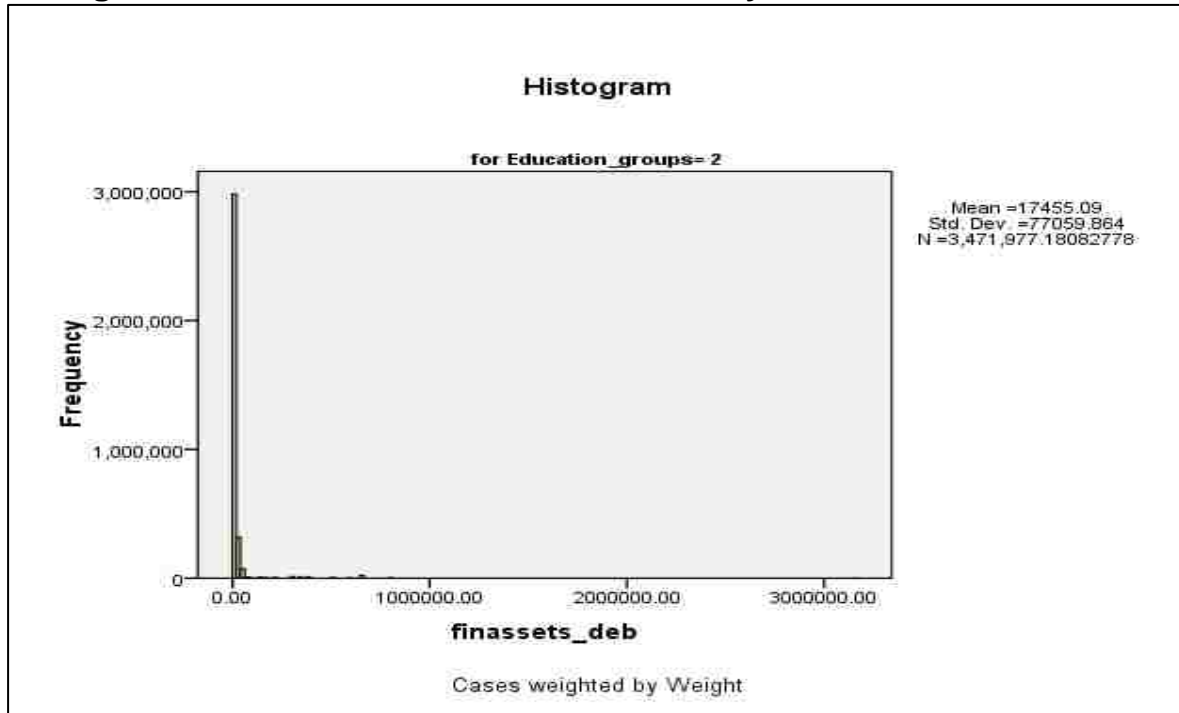 Histogram
for Education_groups= 2
3,000,000
2,000,000
1,000,000
0
Frequency
0.00
1000000.00
2000000.00
3000000.00
finassets_deb
Mean =17455.09
Std. Dev. =77059.864
N =3,471,977.18082778
Cases weighted by Weight